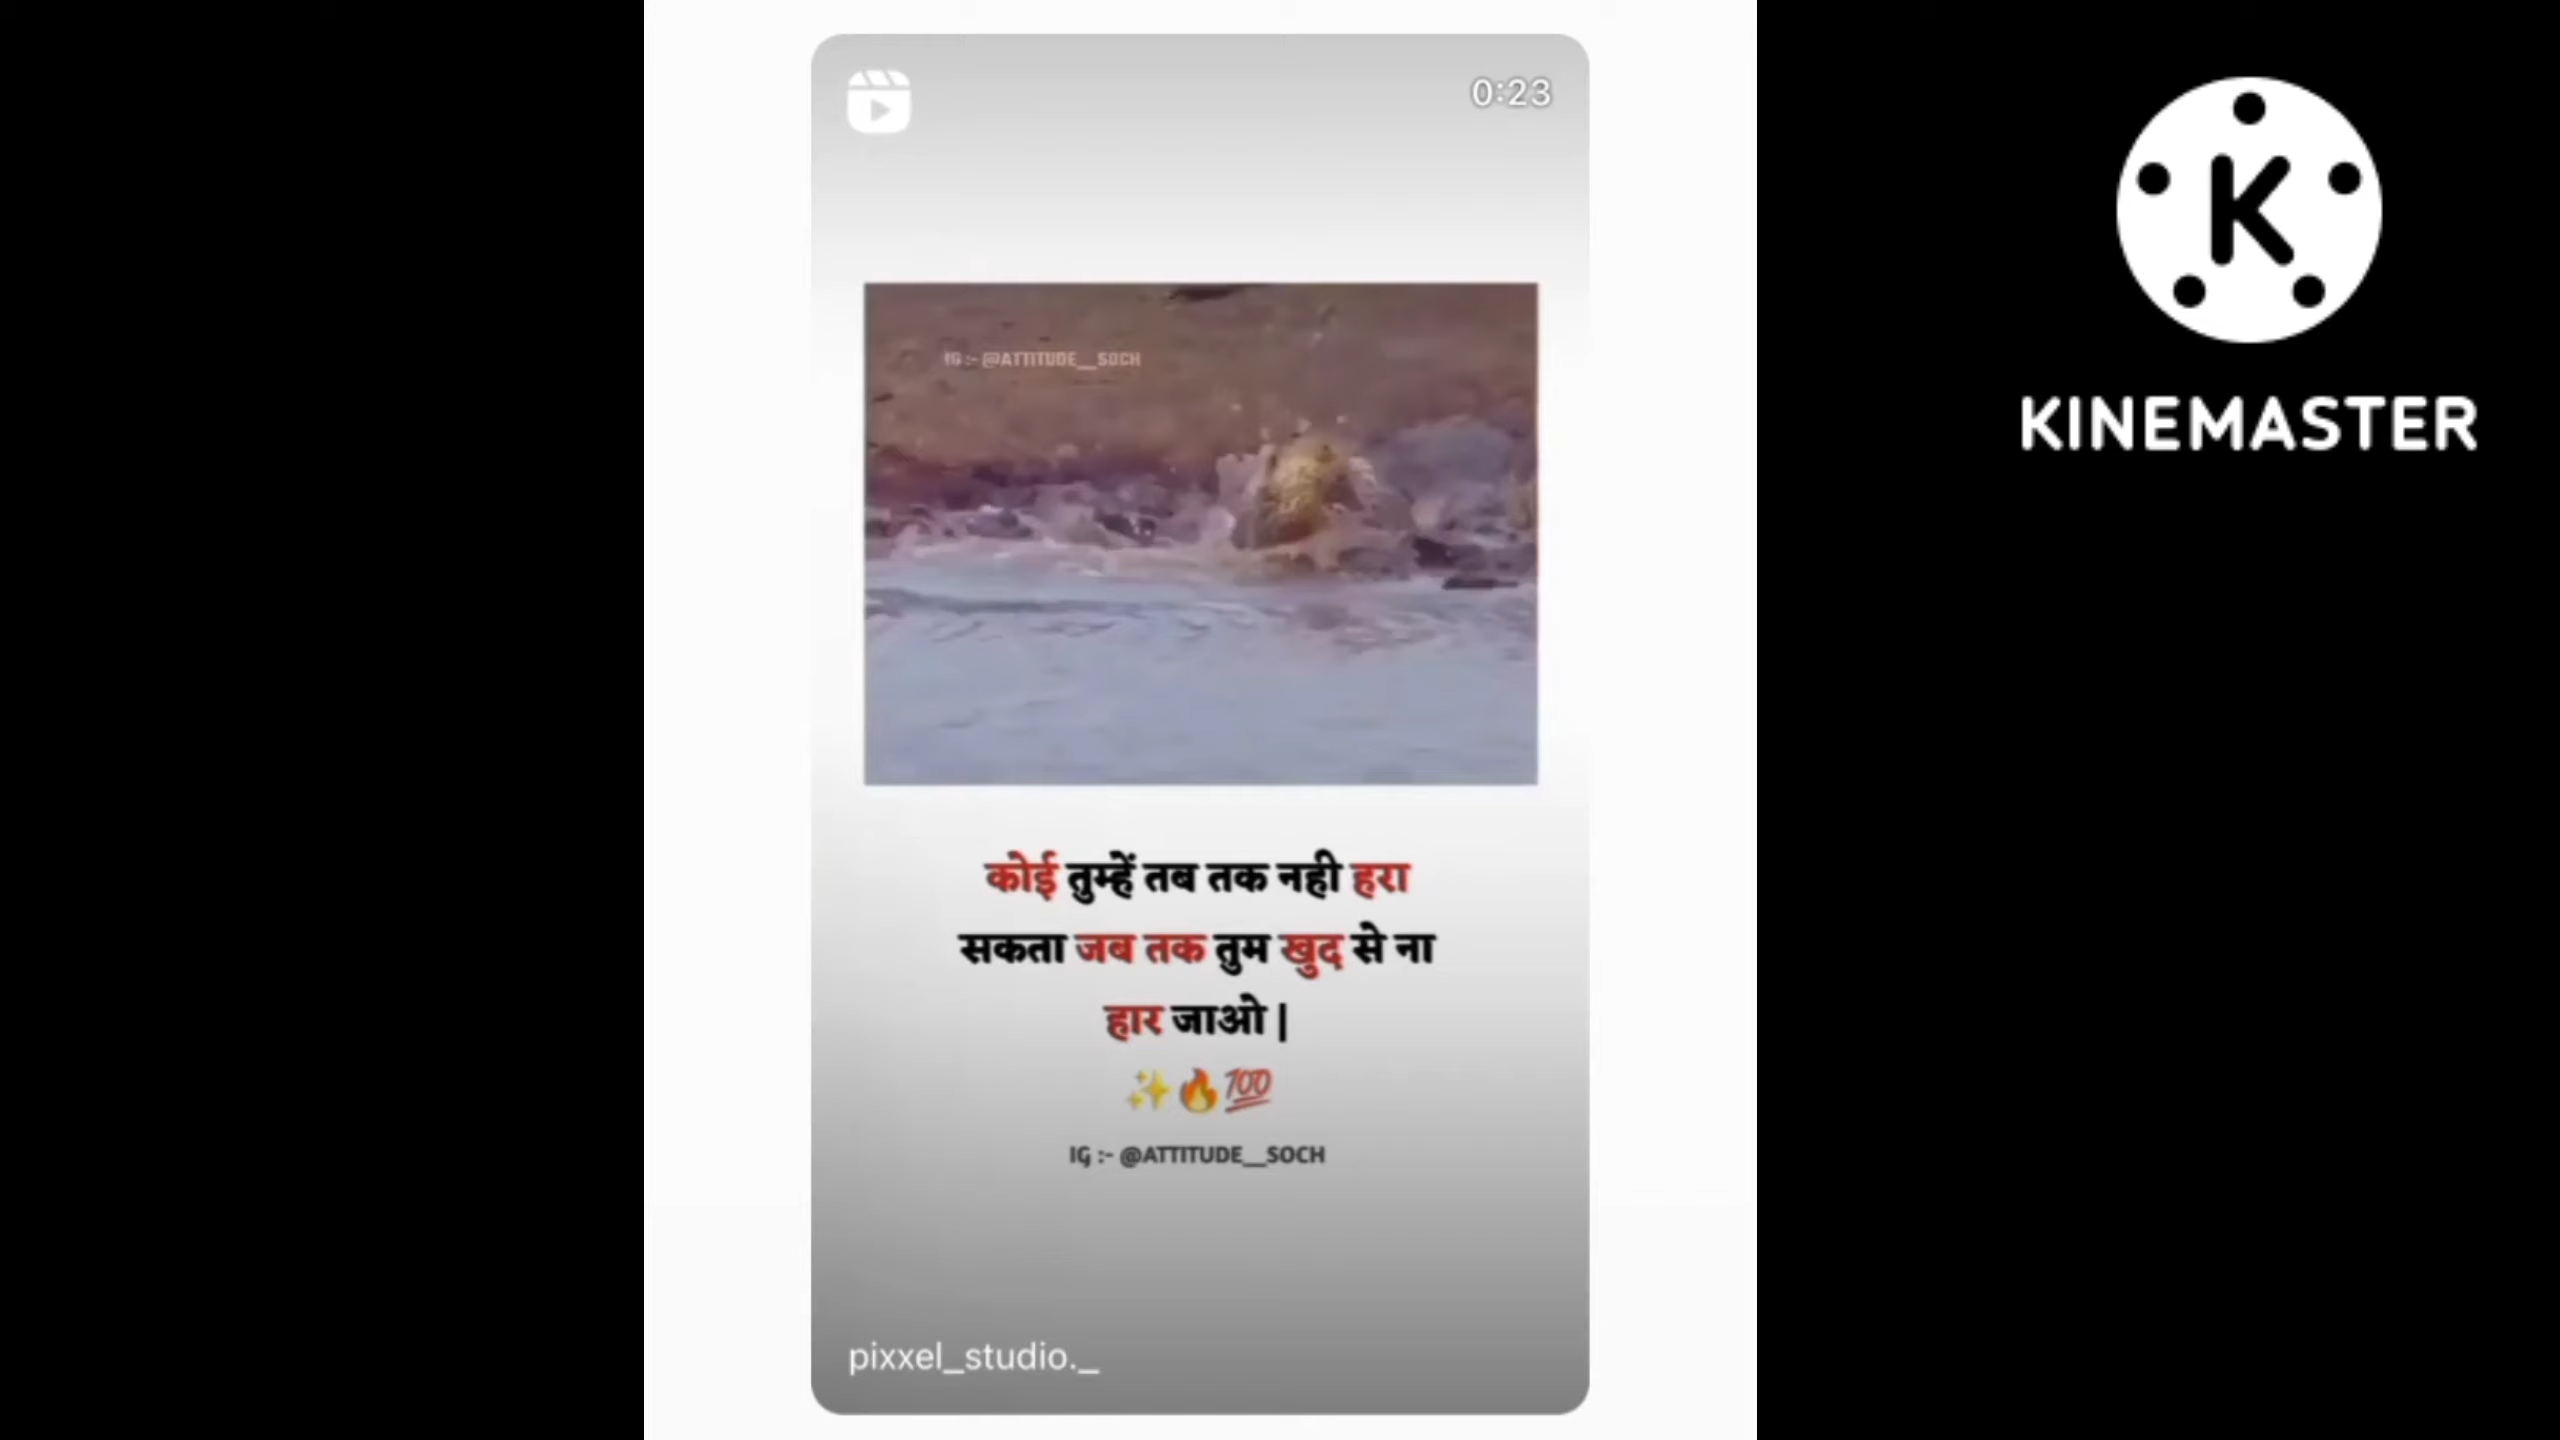 0:23
K
KINEMASTER
IG :- @ATTITUDE__SOCH
कोई तुम्हें तब तक नही हरा
सकता जब तक तुम खुद से ना
हार जाओ |
✨🔥💯
IG :- @ATTITUDE__SOCH
pixxel_studio._